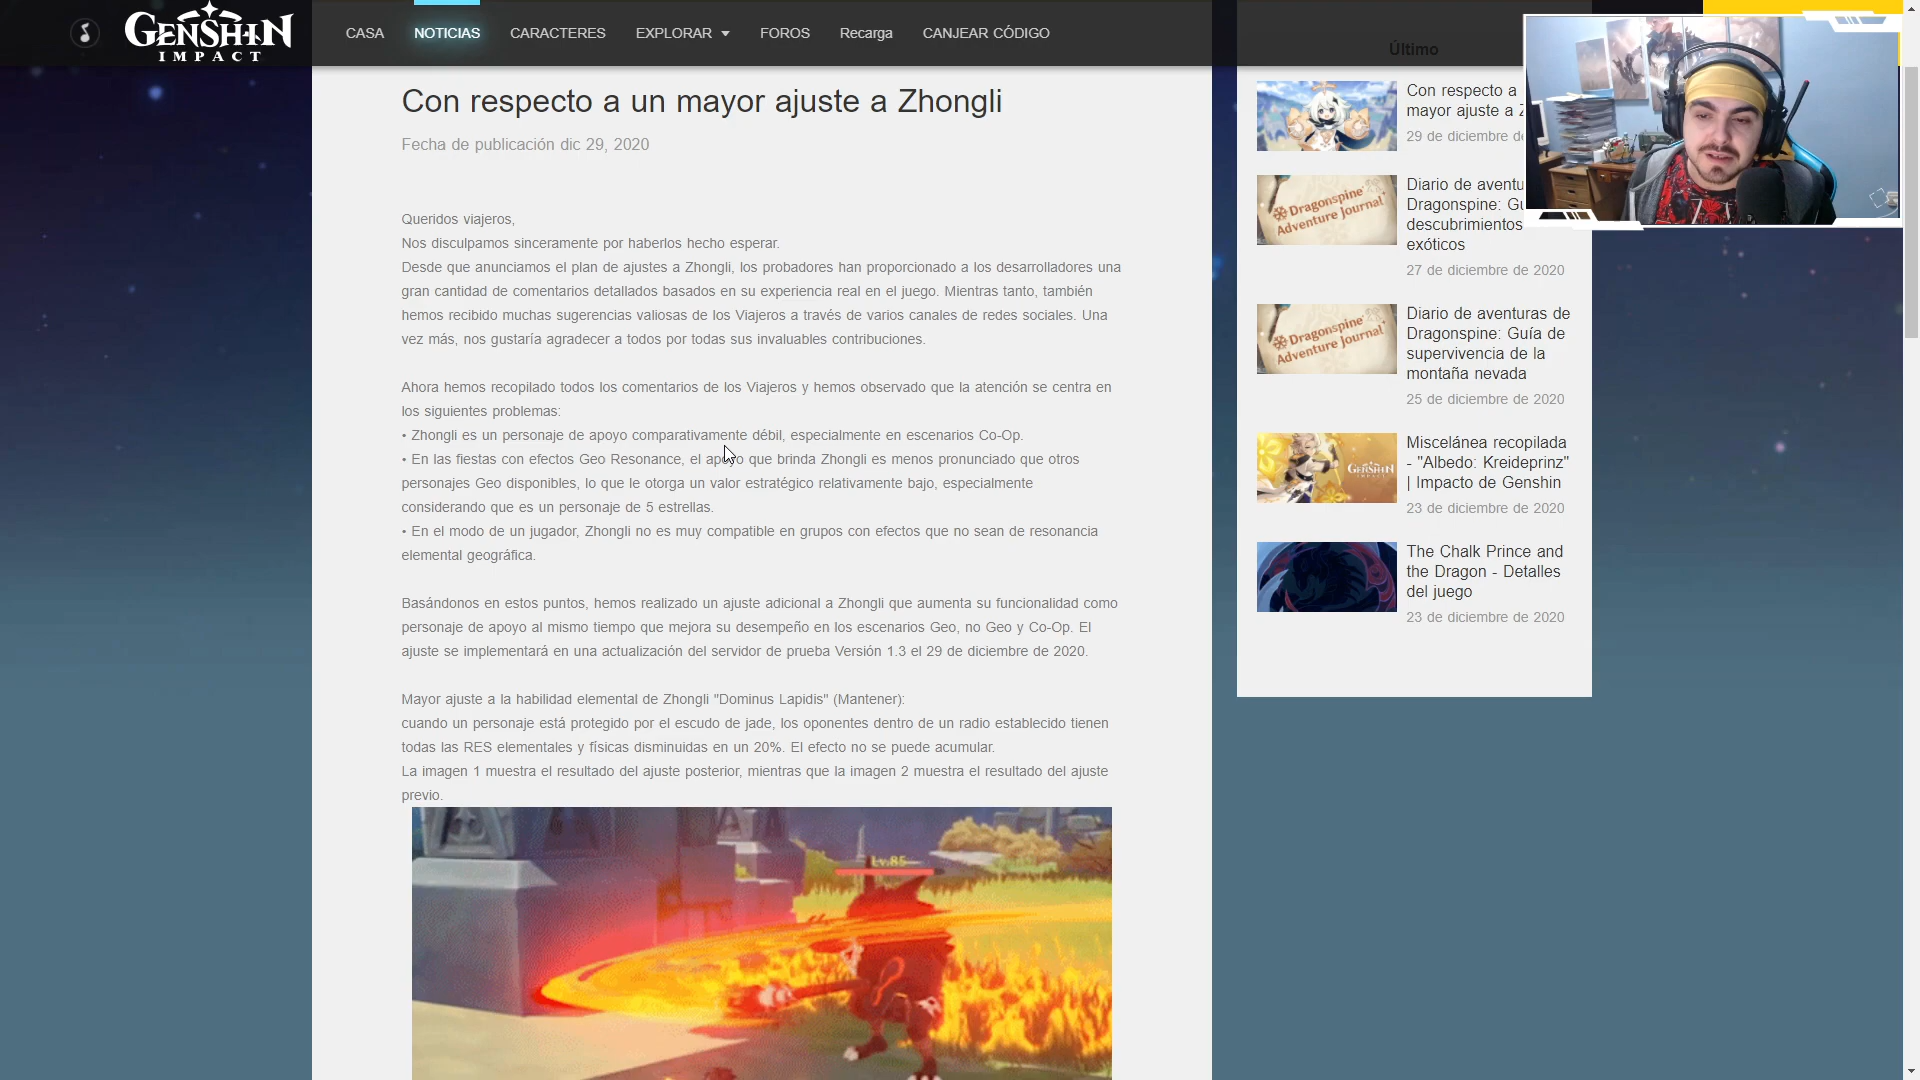 GENSHIN
IMPACT
CASA
NOTICIAS
CARACTERES
EXPLORAR
FOROS
Recarga
CANJEAR CÓDIGO
Con respecto a un mayor ajuste a Zhongli
Fecha de publicación dic 29, 2020
Queridos viajeros,
Nos disculpamos sinceramente por haberlos hecho esperar.
Desde que anunciamos el plan de ajustes a Zhongli, los probadores han proporcionado a los desarrolladores una
gran cantidad de comentarios detallados basados en su experiencia real en el juego. Mientras tanto, también
hemos recibido muchas sugerencias valiosas de los Viajeros a través de varios canales de redes sociales. Una
vez más, nos gustaría agradecer a todos por todas sus invaluables contribuciones.
Ahora hemos recopilado todos los comentarios de los Viajeros y hemos observado que la atención se centra en
los siguientes problemas:
• Zhongli es un personaje de apoyo comparativamente débil, especialmente en escenarios Co-Op.
• En las fiestas con efectos Geo Resonance, el apoyo que brinda Zhongli es menos pronunciado que otros
personajes Geo disponibles, lo que le otorga un valor estratégico relativamente bajo, especialmente
considerando que es un personaje de 5 estrellas.
• En el modo de un jugador, Zhongli no es muy compatible en grupos con efectos que no sean de resonancia
elemental geográfica.
Basándonos en estos puntos, hemos realizado un ajuste adicional a Zhongli que aumenta su funcionalidad como
personaje de apoyo al mismo tiempo que mejora su desempeño en los escenarios Geo, no Geo y Co-Op. El
ajuste se implementará en una actualización del servidor de prueba Versión 1.3 el 29 de diciembre de 2020.
Mayor ajuste a la habilidad elemental de Zhongli "Dominus Lapidis" (Mantener):
cuando un personaje está protegido por el escudo de jade, los oponentes dentro de un radio establecido tienen
todas las RES elementales y físicas disminuidas en un 20%. El efecto no se puede acumular.
La imagen 1 muestra el resultado del ajuste posterior, mientras que la imagen 2 muestra el resultado del ajuste
previo.
Lv.85
Último
Con respecto a
mayor ajuste a
29 de diciembre
Dragonspine
Adventure Journal
Diario de
Dragonspine:
descubrimientos
exóticos
27 de diciembre de 2020
Dragonspine
Adventure Journal
Diario de aventuras de
Dragonspine: Guía de
supervivencia de la
montaña nevada
25 de diciembre de 2020
GENSHIN
Miscelánea recopilada
- "Albedo: Kreideprinz"
| Impacto de Genshin
23 de diciembre de 2020
The Chalk Prince and
the Dragon - Detalles
del juego
23 de diciembre de 2020